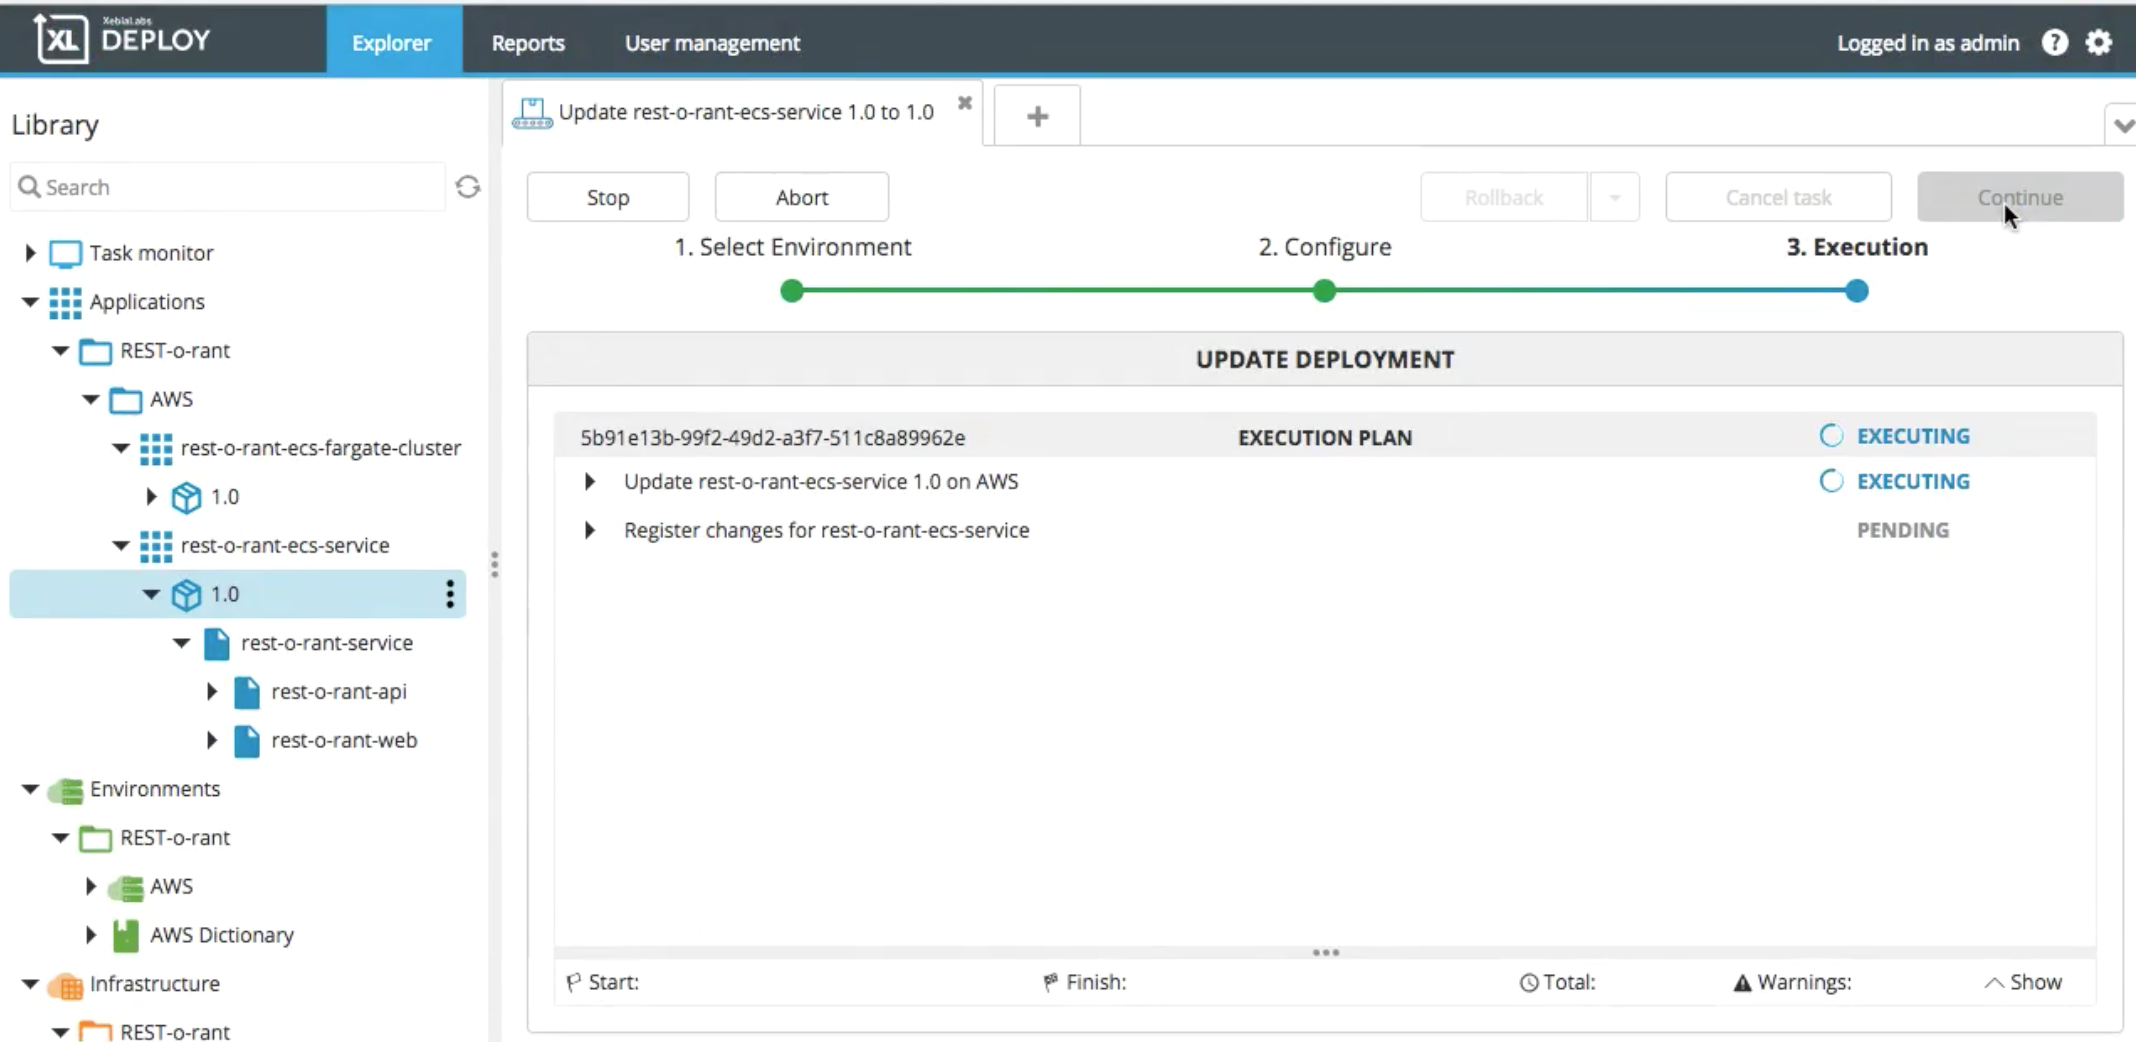 XebiaLabs
XL DEPLOY
Explorer
Reports
User management
Logged in as admin
?
Library
Search
Task monitor
Applications
REST-o-rant
AWS
rest-o-rant-ecs-fargate-cluster
1.0
rest-o-rant-ecs-service
1.0
rest-o-rant-service
rest-o-rant-api
rest-o-rant-web
Environments
REST-o-rant
AWS
AWS Dictionary
Infrastructure
REST-o-rant
Update rest-o-rant-ecs-service 1.0 to 1.0
Stop
Abort
Rollback
Cancel task
Continue
1. Select Environment
2. Configure
3. Execution
UPDATE DEPLOYMENT
5b91e13b-99f2-49d2-a3f7-511c8a89962e
EXECUTION PLAN
EXECUTING
Update rest-o-rant-ecs-service 1.0 on AWS
EXECUTING
Register changes for rest-o-rant-ecs-service
PENDING
Start:
Finish:
Total:
Warnings:
Show